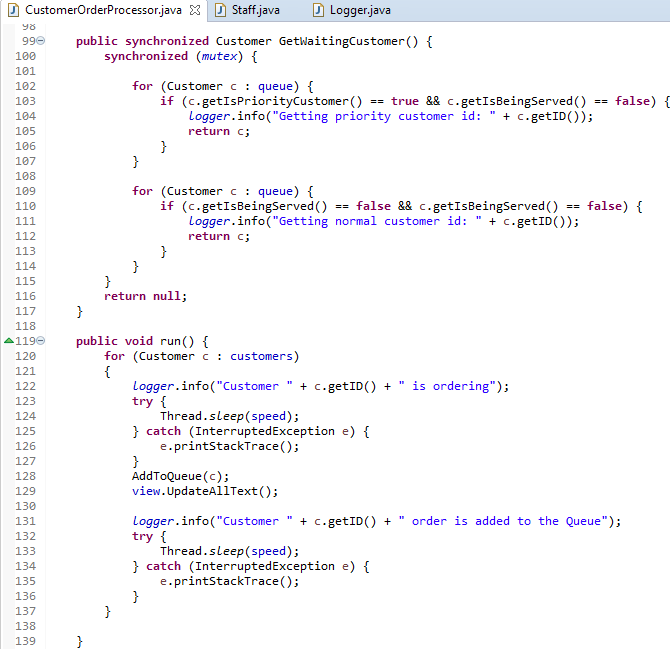 CustomerOrderProcessor.java Staff.java Logger.java
98
99 public synchronized Customer GetWaitingCustomer() {
100 synchronized (mutex) {
101
102 for (Customer c : queue) {
103 if (c.getIsPriorityCustomer() == true && c.getIsBeingServed() == false) {
104 logger.info("Getting priority customer id: " + c.getID());
105 return c;
106 }
107 }
108
109 for (Customer c : queue) {
110 if (c.getIsBeingServed() == false && c.getIsBeingServed() == false) {
111 logger.info("Getting normal customer id: " + c.getID());
112 return c;
113 }
114 }
115 }
116 return null;
117 }
118
119 public void run() {
120 for (Customer c : customers)
121 {
122 logger.info("Customer " + c.getID() + " is ordering");
123 try {
124 Thread.sleep(speed);
125 } catch (InterruptedException e) {
126 e.printStackTrace();
127 }
128 AddToQueue(c);
129 view.UpdateAllText();
130
131 logger.info("Customer " + c.getID() + " order is added to the Queue");
132 try {
133 Thread.sleep(speed);
134 } catch (InterruptedException e) {
135 e.printStackTrace();
136 }
137 }
138
139 }